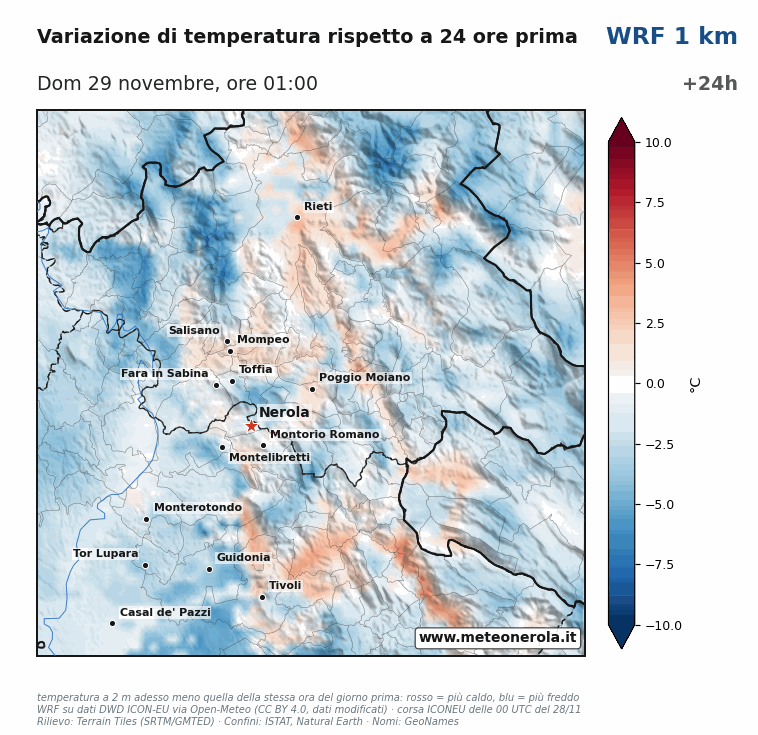 Variazione di temperatura rispetto a 24 ore prima
WRF 1 km
Dom 29 novembre, ore 01:00
+24h
Rieti
Salisano
Mompeo
Fara in Sabina
Toffia
Poggio Moiano
Nerola
Montorio Romano
Montelibretti
Monterotondo
Tor Lupara
Guidonia
Tivoli
Casal de' Pazzi
www.meteonerola.it
10.0
7.5
5.0
2.5
0.0
−2.5
−5.0
−7.5
−10.0
°C
temperatura a 2 m adesso meno quella della stessa ora del giorno prima: rosso = più caldo, blu = più freddo
WRF su dati DWD ICON-EU via Open-Meteo (CC BY 4.0, dati modificati) · corsa ICONEU delle 00 UTC del 28/11
Rilievo: Terrain Tiles (SRTM/GMTED) · Confini: ISTAT, Natural Earth · Nomi: GeoNames